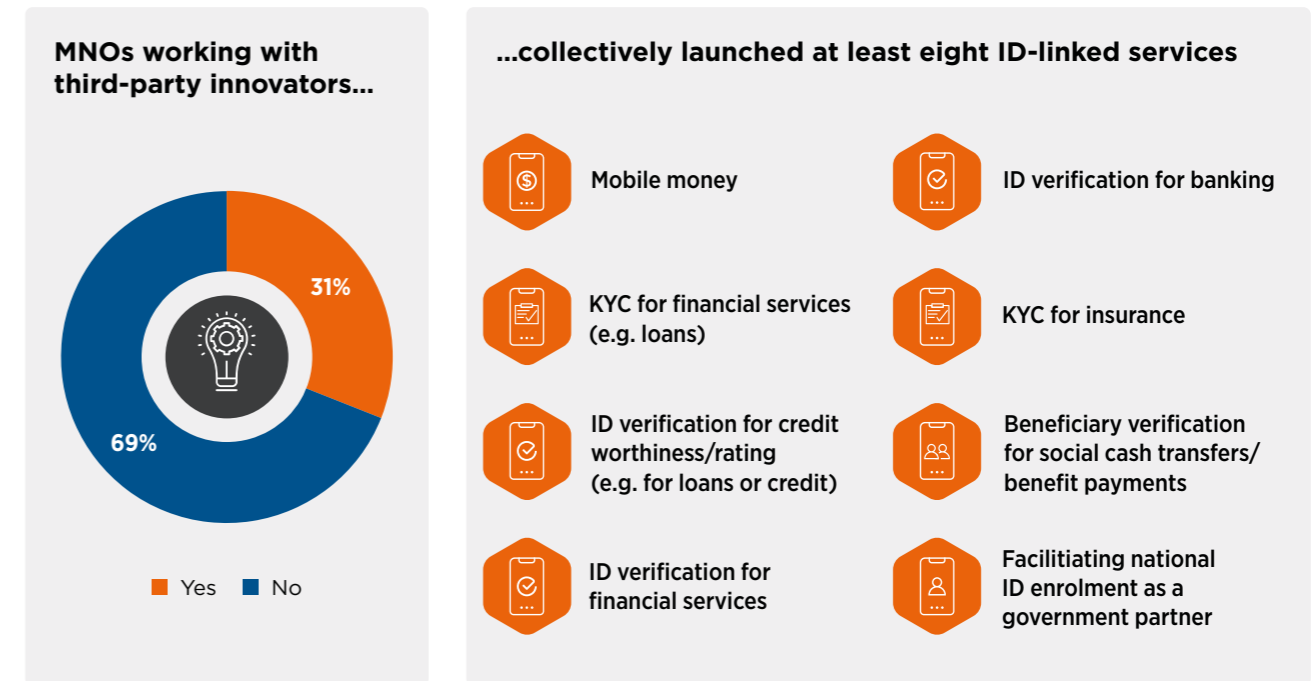 MNOs working with
third-party innovators...
31%
69%
Yes
No
...collectively launched at least eight ID-linked services
Mobile money
ID verification for banking
KYC for financial services
(e.g. loans)
KYC for insurance
ID verification for credit
worthiness/rating
(e.g. for loans or credit)
Beneficiary verification
for social cash transfers/
benefit payments
ID verification for
financial services
Facilitiating national
ID enrolment as a
government partner